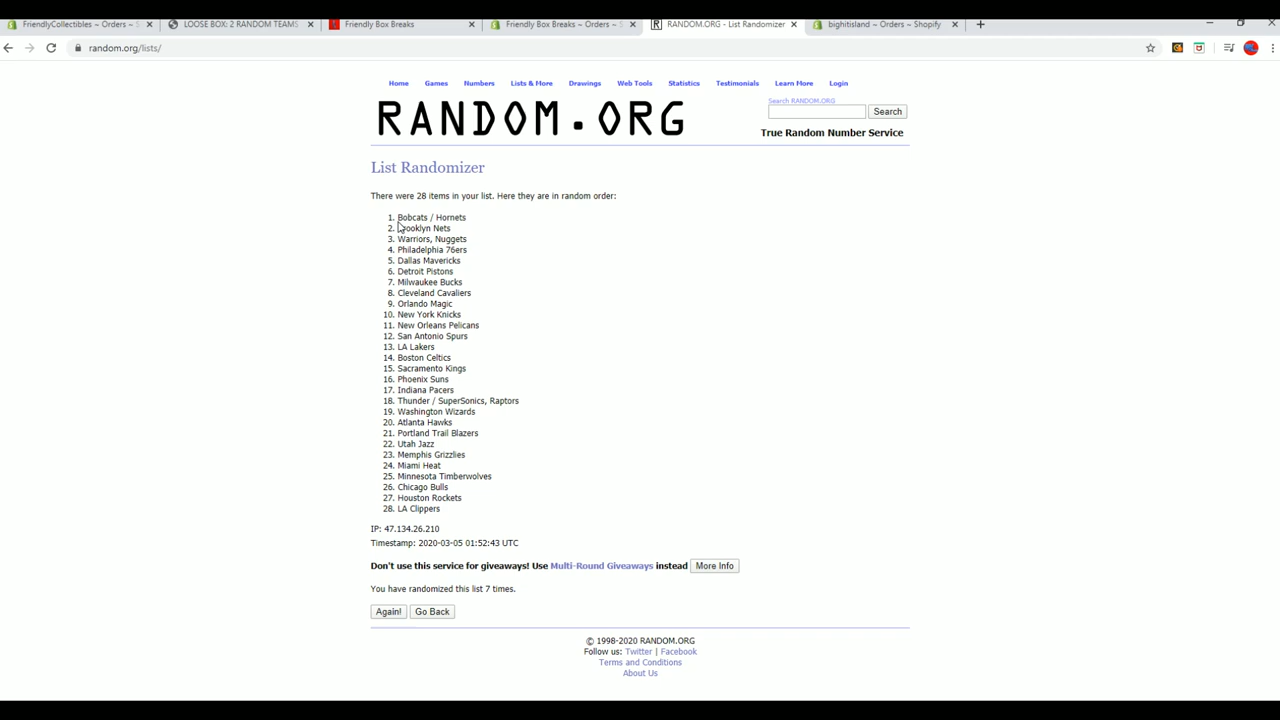 FriendlyCollectibles ~ Orders ~ S
LOOSE BOX: 2 RANDOM TEAMS
Friendly Box Breaks
Friendly Box Breaks ~ Orders ~ S
RANDOM.ORG - List Randomizer
bighitisland ~ Orders ~ Shopify
random.org/lists/
Home Games Numbers Lists & More Drawings Web Tools Statistics Testimonials Learn More Login
RANDOM.ORG
Search RANDOM.ORG
Search
True Random Number Service
List Randomizer
There were 28 items in your list. Here they are in random order:
1. Bobcats / Hornets
2. Brooklyn Nets
3. Warriors, Nuggets
4. Philadelphia 76ers
5. Dallas Mavericks
6. Detroit Pistons
7. Milwaukee Bucks
8. Cleveland Cavaliers
9. Orlando Magic
10. New York Knicks
11. New Orleans Pelicans
12. San Antonio Spurs
13. LA Lakers
14. Boston Celtics
15. Sacramento Kings
16. Phoenix Suns
17. Indiana Pacers
18. Thunder / SuperSonics, Raptors
19. Washington Wizards
20. Atlanta Hawks
21. Portland Trail Blazers
22. Utah Jazz
23. Memphis Grizzlies
24. Miami Heat
25. Minnesota Timberwolves
26. Chicago Bulls
27. Houston Rockets
28. LA Clippers
IP: 47.134.26.210
Timestamp: 2020-03-05 01:52:43 UTC
Don't use this service for giveaways! Use Multi-Round Giveaways instead More Info
You have randomized this list 7 times.
Again! Go Back
© 1998-2020 RANDOM.ORG
Follow us: Twitter | Facebook
Terms and Conditions
About Us